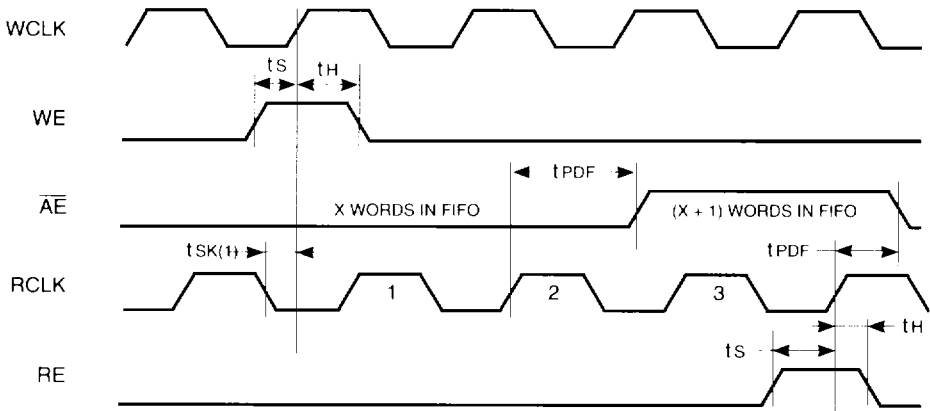 WCLK
tS tH
WE
tPDF
AE
X WORDS IN FIFO (X + 1) WORDS IN FIFO
tSK(1) tPDF
RCLK 1 2 3
tH
tS
RE